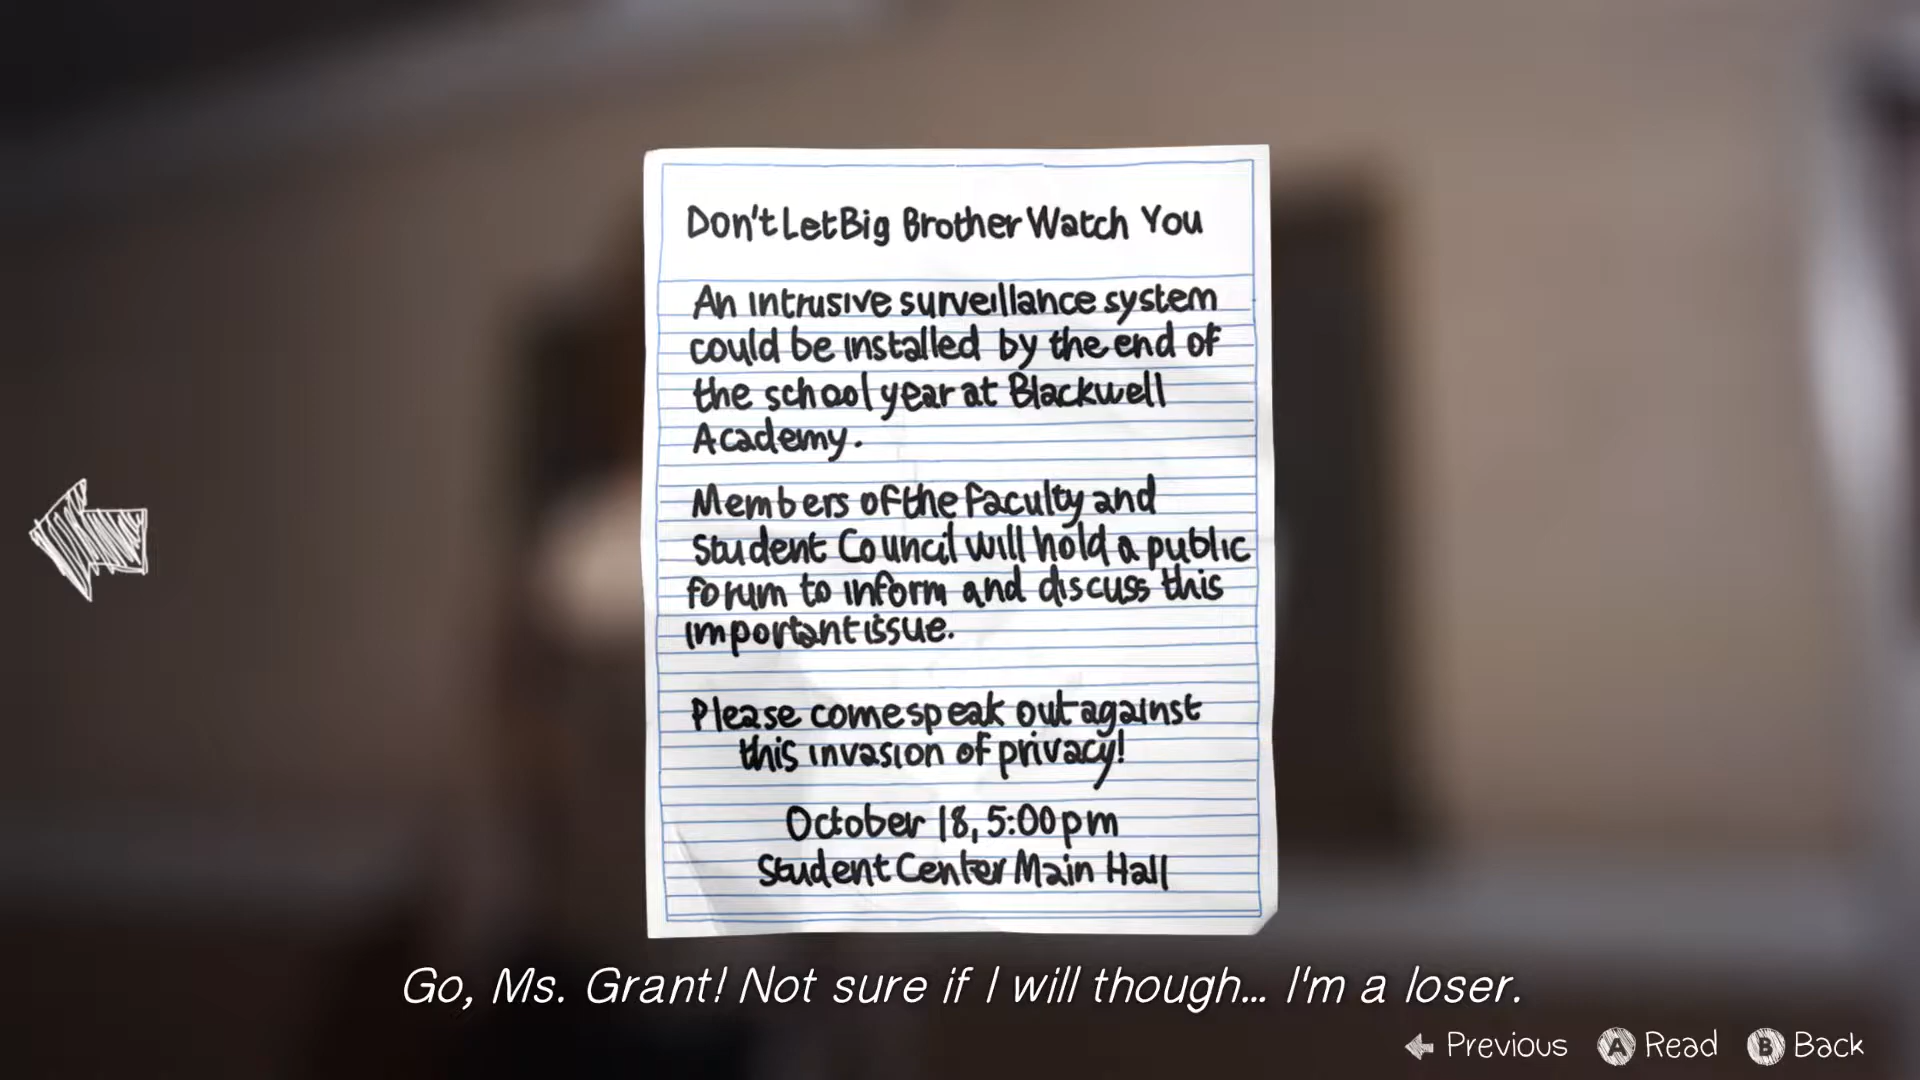 Don't Let Big Brother Watch You
An intrusive surveillance system
could be installed by the end of
the school year at Blackwell
Academy.
Members of the Faculty and
Student Council will hold a public
forum to inform and discuss this
important issue.
Please come speak out against
this invasion of privacy!
October 18, 5:00pm
Student Center Main Hall
Go, Ms. Grant! Not sure if I will though... I'm a loser.
Previous A Read B Back